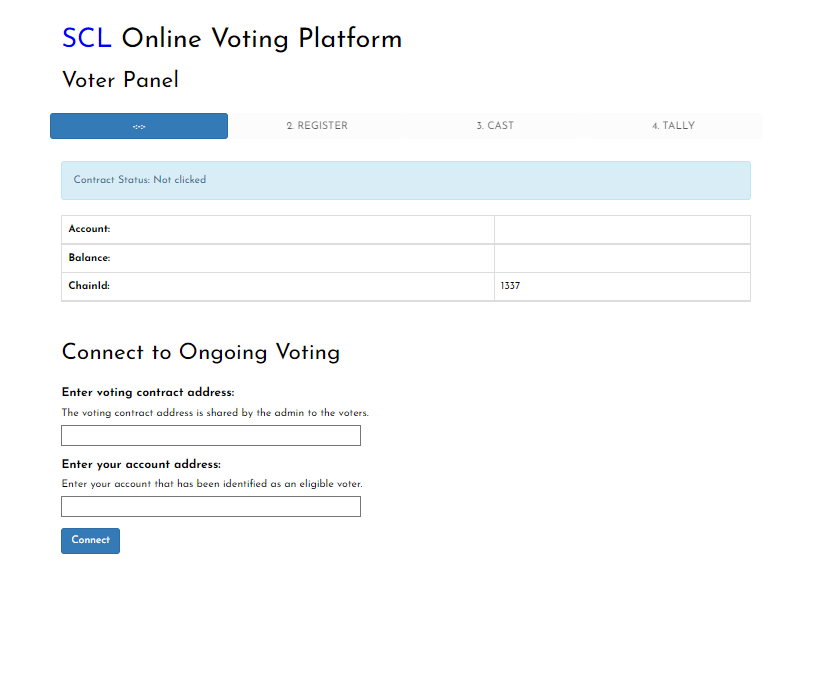 SCL Online Voting Platform
Voter Panel
<:-:>
2. REGISTER
3. CAST
4. TALLY
Contract Status: Not clicked
Account:
Balance:
ChainId: 1337
Connect to Ongoing Voting
Enter voting contract address:
The voting contract address is shared by the admin to the voters.
Enter your account address:
Enter your account that has been identified as an eligible voter.
Connect